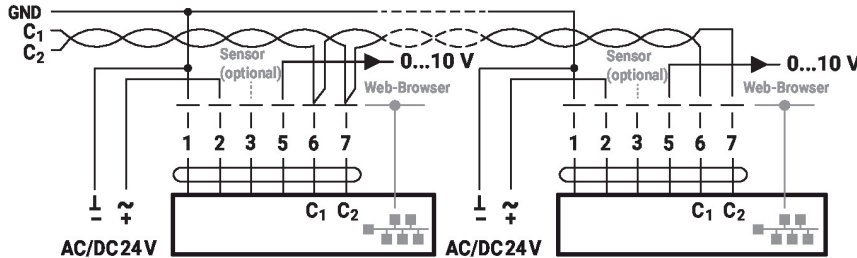 GND
C1
C2
Sensor
(optional)
0...10 V
Web-Browser
1 2 3 5 6 7
C1 C2
⊥ ~
− +
AC/DC 24 V
Sensor
(optional)
0...10 V
Web-Browser
1 2 3 5 6 7
C1 C2
⊥ ~
− +
AC/DC 24 V